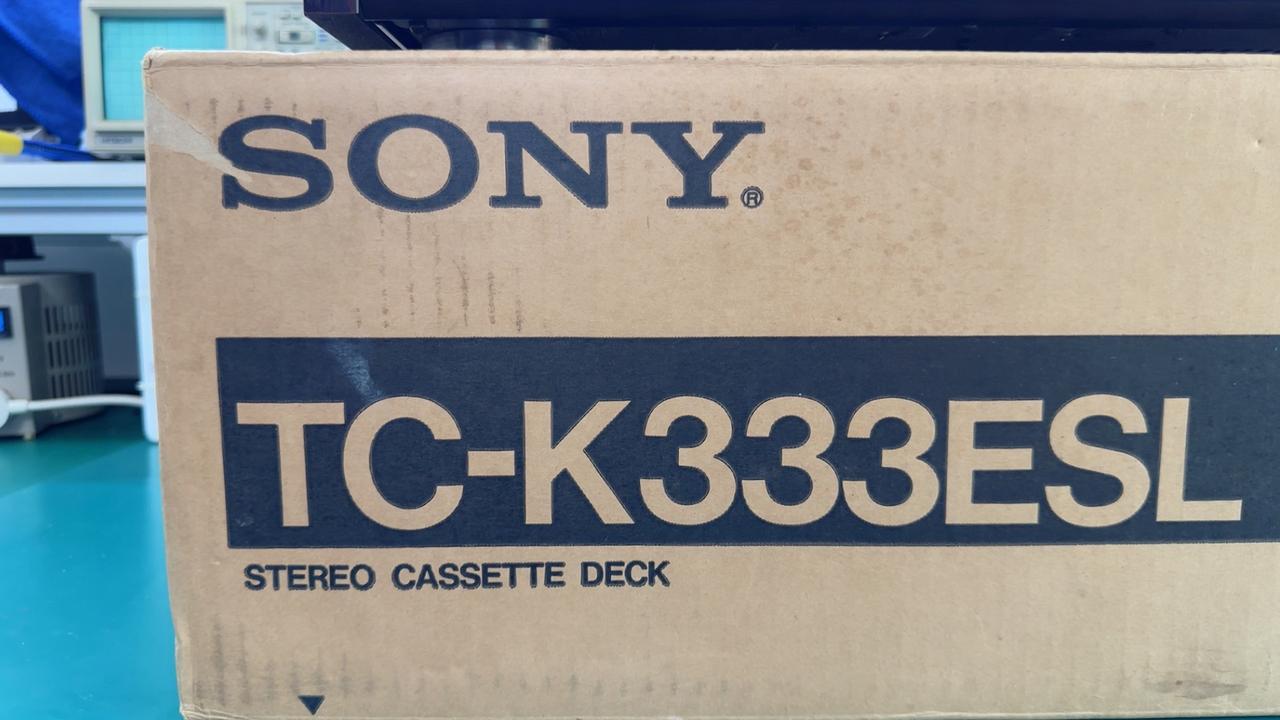 SONY®
TC-K333ESL
STEREO CASSETTE DECK